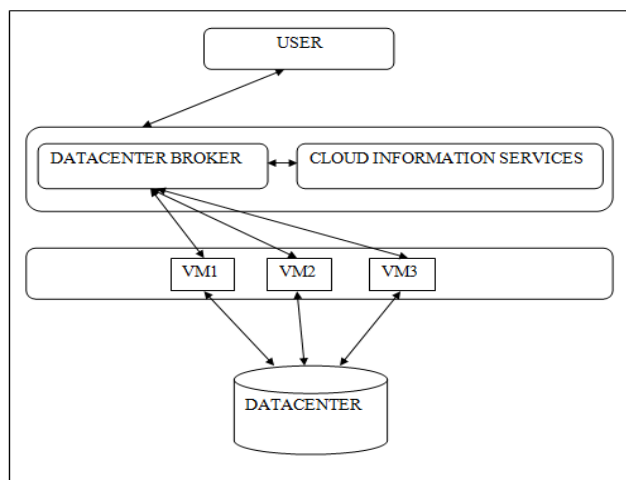 USER
DATACENTER BROKER
CLOUD INFORMATION SERVICES
VM1
VM2
VM3
DATACENTER